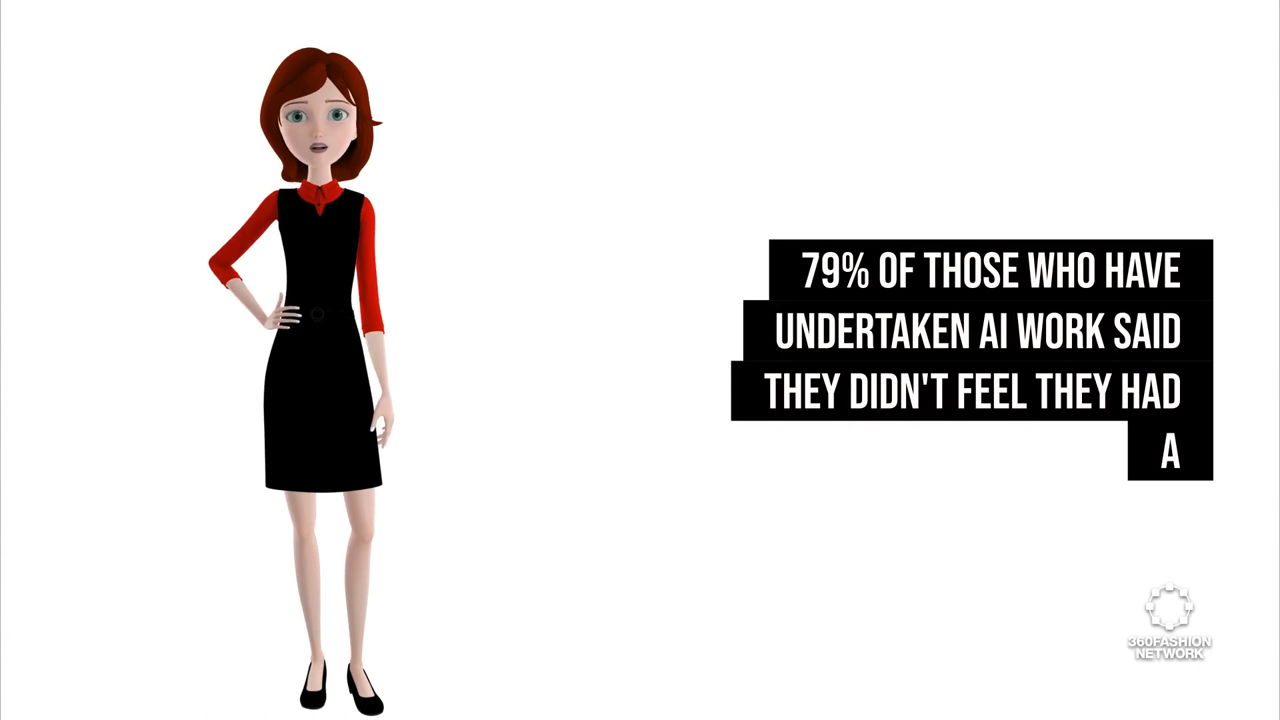 79% OF THOSE WHO HAVE
UNDERTAKEN AI WORK SAID
THEY DIDN'T FEEL THEY HAD
A
360FASHION
NETWORK